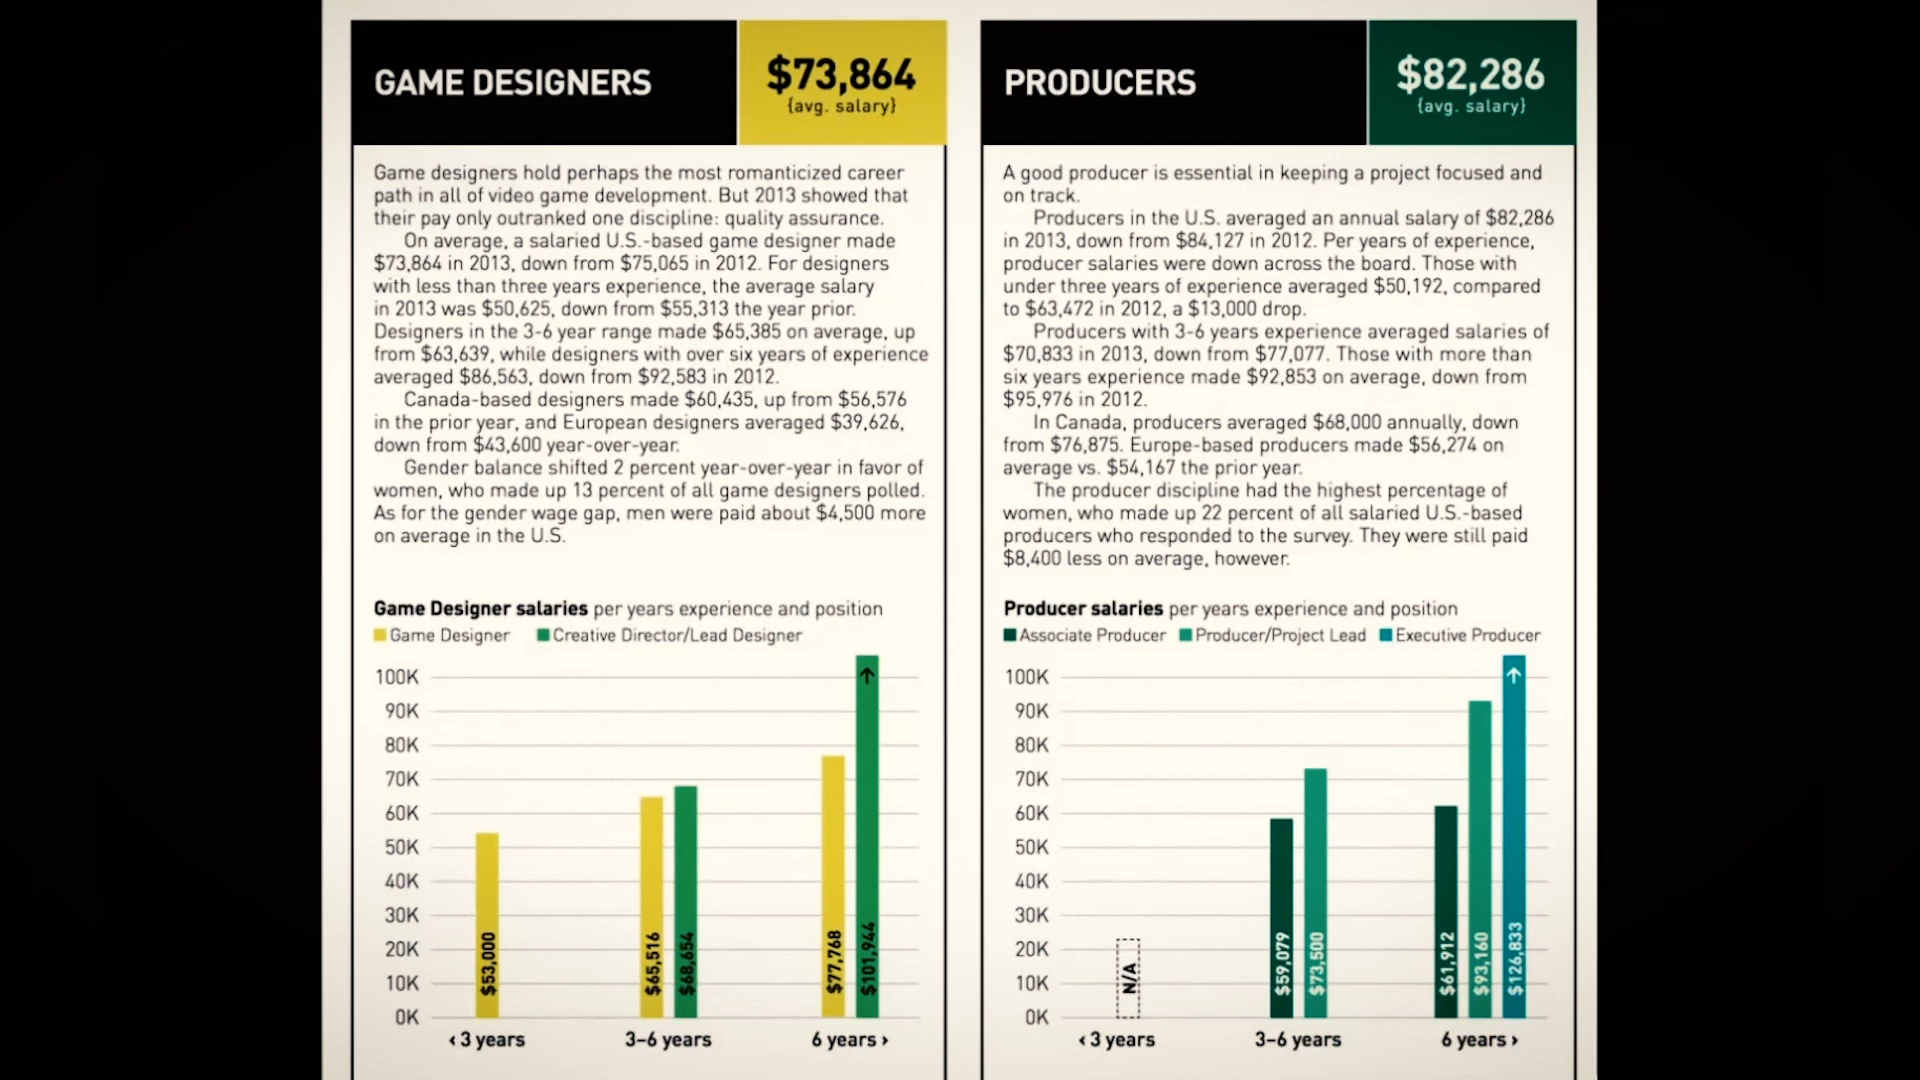 GAME DESIGNERS
$73,864
{avg. salary}
Game designers hold perhaps the most romanticized career
path in all of video game development. But 2013 showed that
their pay only outranked one discipline: quality assurance.
On average, a salaried U.S.-based game designer made
$73,864 in 2013, down from $75,065 in 2012. For designers
with less than three years experience, the average salary
in 2013 was $50,625, down from $55,313 the year prior.
Designers in the 3-6 year range made $65,385 on average, up
from $63,639, while designers with over six years of experience
averaged $86,563, down from $92,583 in 2012.
Canada-based designers made $60,435, up from $56,576
in the prior year, and European designers averaged $39,626,
down from $43,600 year-over-year.
Gender balance shifted 2 percent year-over-year in favor of
women, who made up 13 percent of all game designers polled.
As for the gender wage gap, men were paid about $4,500 more
on average in the U.S.
Game Designer salaries per years experience and position
Game Designer Creative Director/Lead Designer
100K
90K
80K
70K
60K
50K
40K
30K
20K
10K
0K
$53,000
$65,516
$68,654
$77,768
$101,944
‹ 3 years 3–6 years 6 years ›
PRODUCERS
$82,286
{avg. salary}
A good producer is essential in keeping a project focused and
on track.
Producers in the U.S. averaged an annual salary of $82,286
in 2013, down from $84,127 in 2012. Per years of experience,
producer salaries were down across the board. Those with
under three years of experience averaged $50,192, compared
to $63,472 in 2012, a $13,000 drop.
Producers with 3-6 years experience averaged salaries of
$70,833 in 2013, down from $77,077. Those with more than
six years experience made $92,853 on average, down from
$95,976 in 2012.
In Canada, producers averaged $68,000 annually, down
from $76,875. Europe-based producers made $56,274 on
average vs. $54,167 the prior year.
The producer discipline had the highest percentage of
women, who made up 22 percent of all salaried U.S.-based
producers who responded to the survey. They were still paid
$8,400 less on average, however.
Producer salaries per years experience and position
Associate Producer Producer/Project Lead Executive Producer
100K
90K
80K
70K
60K
50K
40K
30K
20K
10K
0K
N/A
$59,079
$73,500
$61,912
$93,160
$126,833
‹ 3 years 3–6 years 6 years ›